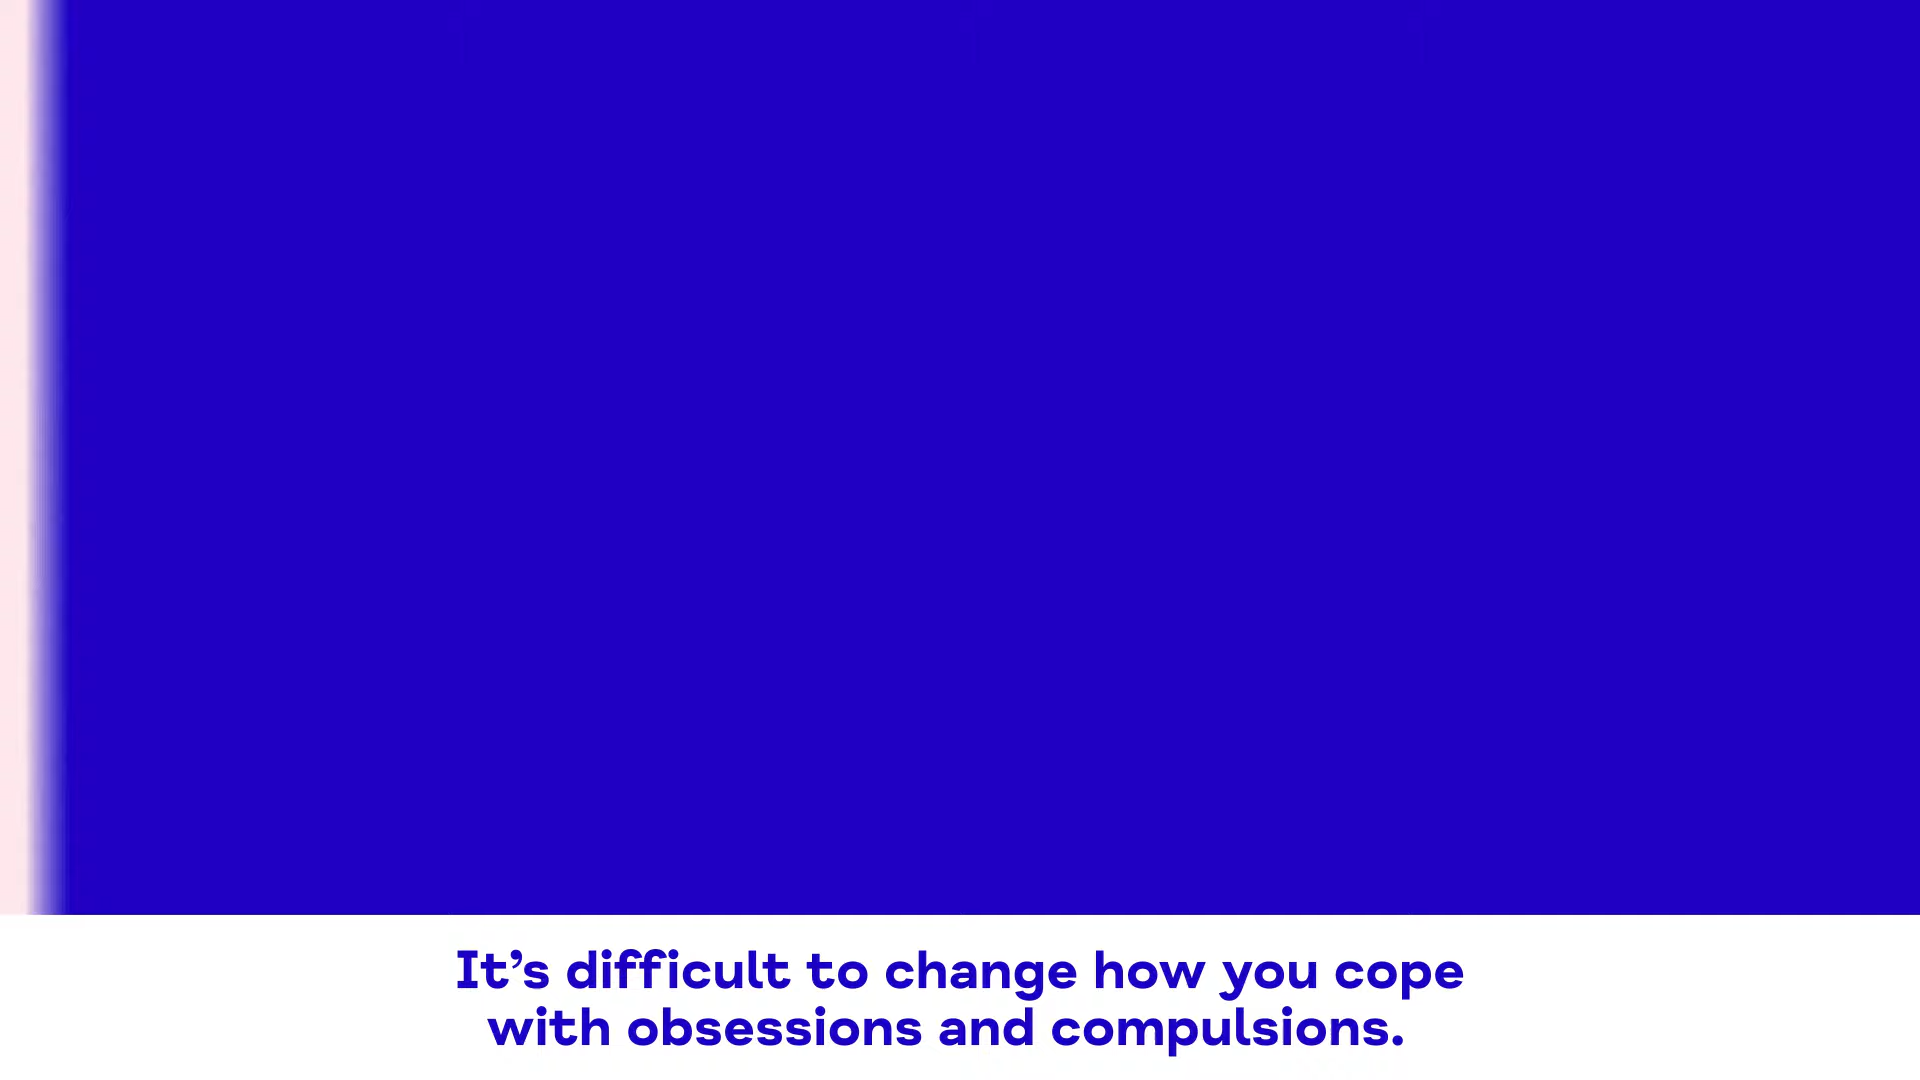 It’s difficult to change how you cope
with obsessions and compulsions.